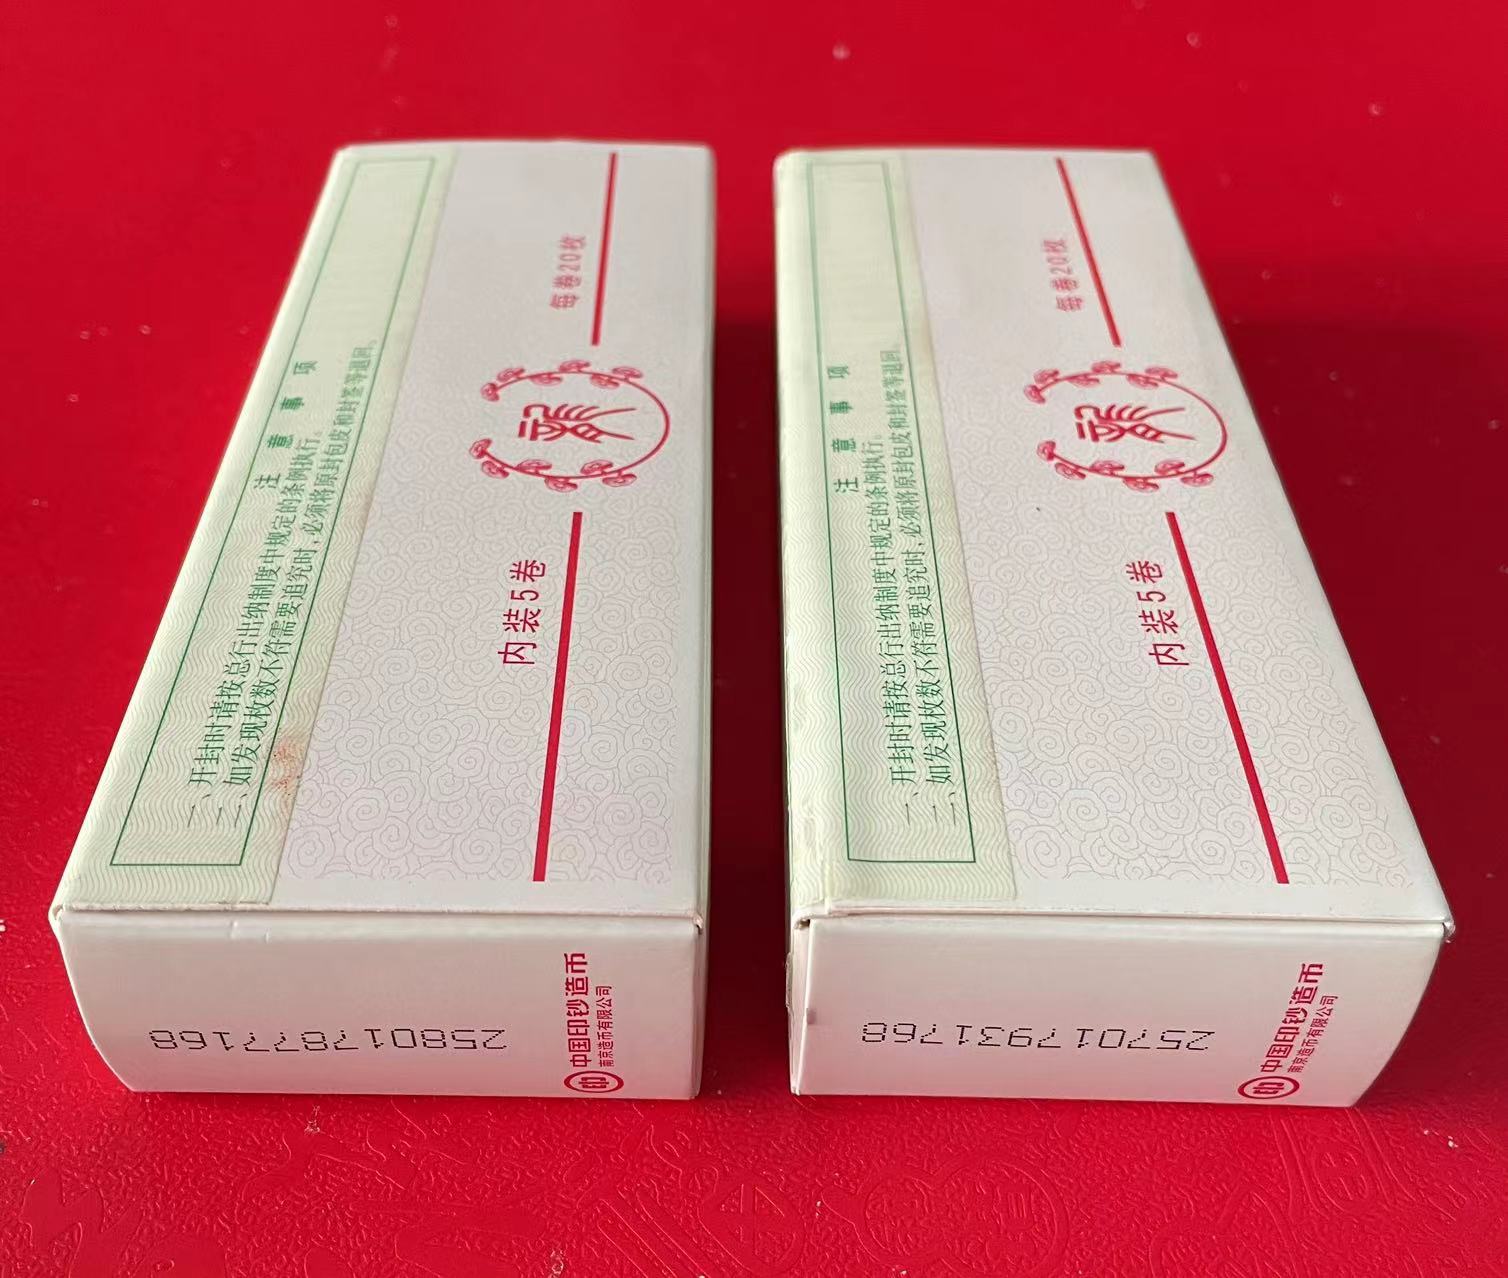 注意事项
一、开封时请按总行出纳制度中规定的条例执行。
二、如发现枚数不符需要追究时，必须将原封包皮和封签等退回。
内装5卷
每卷20枚
中国印钞造币
南京造币有限公司
258017877168
注意事项
一、开封时请按总行出纳制度中规定的条例执行。
二、如发现枚数不符需要追究时，必须将原封包皮和封签等退回。
内装5卷
每卷20枚
中国印钞造币
南京造币有限公司
257017931768